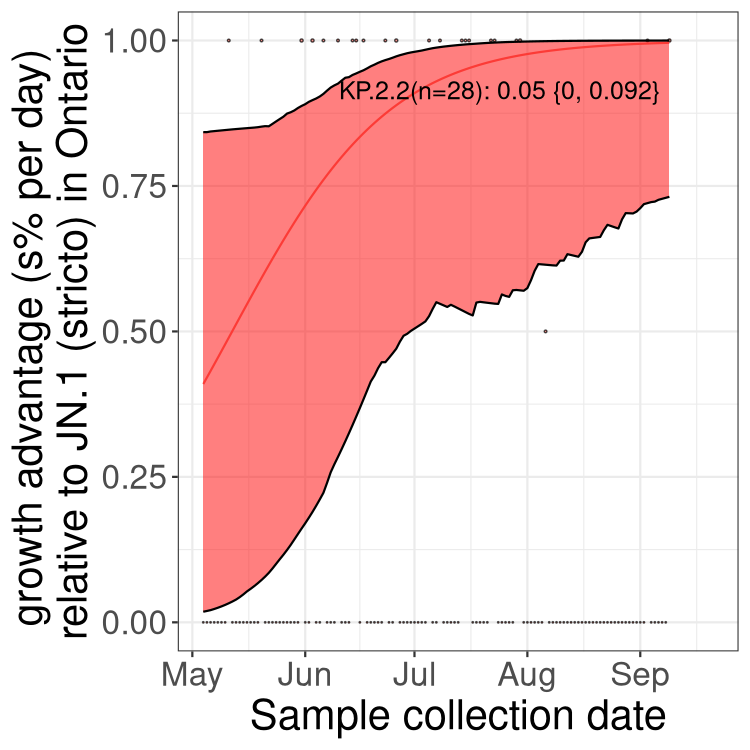 growth advantage (s% per day)
relative to JN.1 (stricto) in Ontario
1.00
0.75
0.50
0.25
0.00
KP.2.2(n=28): 0.05 {0, 0.092}
May Jun Jul Aug Sep
Sample collection date